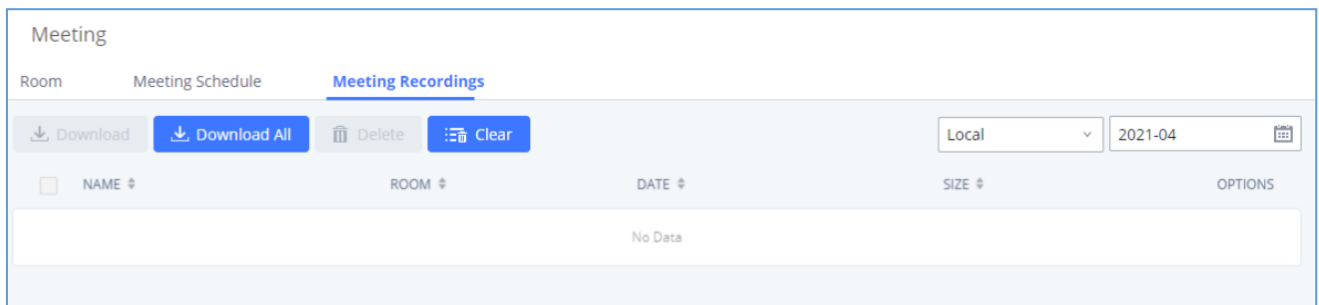 Meeting
Room Meeting Schedule Meeting Recordings
Download Download All Delete Clear Local 2021-04
NAME ROOM DATE SIZE OPTIONS
No Data